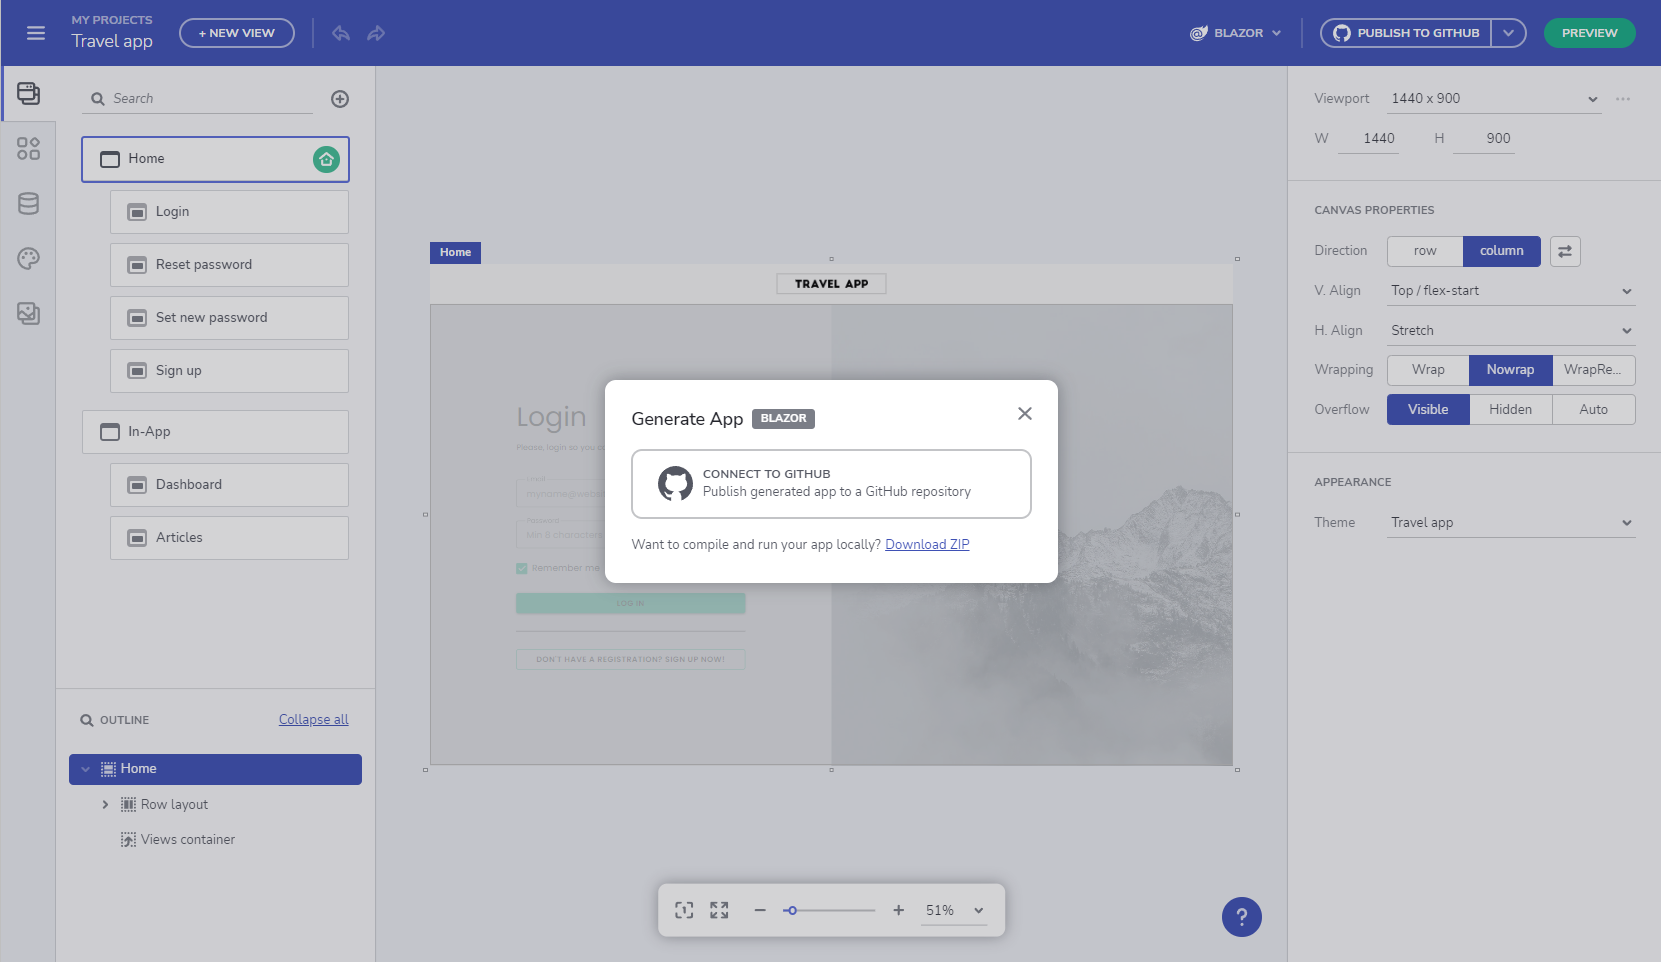 MY PROJECTS
Travel app
+ NEW VIEW
BLAZOR
PUBLISH TO GITHUB
PREVIEW
Search
Home
Login
Reset password
Set new password
Sign up
In-App
Dashboard
Articles
OUTLINE
Collapse all
Home
Row layout
Views container
Home
TRAVEL APP
Login
Please, login so you
myname@
Password
Min 8 characters
Remember me
LOG IN
DON'T HAVE A REGISTRATION? SIGN UP NOW!
Generate App
BLAZOR
CONNECT TO GITHUB
Publish generated app to a GitHub repository
Want to compile and run your app locally? Download ZIP
51%
?
Viewport 1440 x 900
W 1440 H 900
CANVAS PROPERTIES
Direction row column
V. Align Top / flex-start
H. Align Stretch
Wrapping Wrap Nowrap WrapRe...
Overflow Visible Hidden Auto
APPEARANCE
Theme Travel app